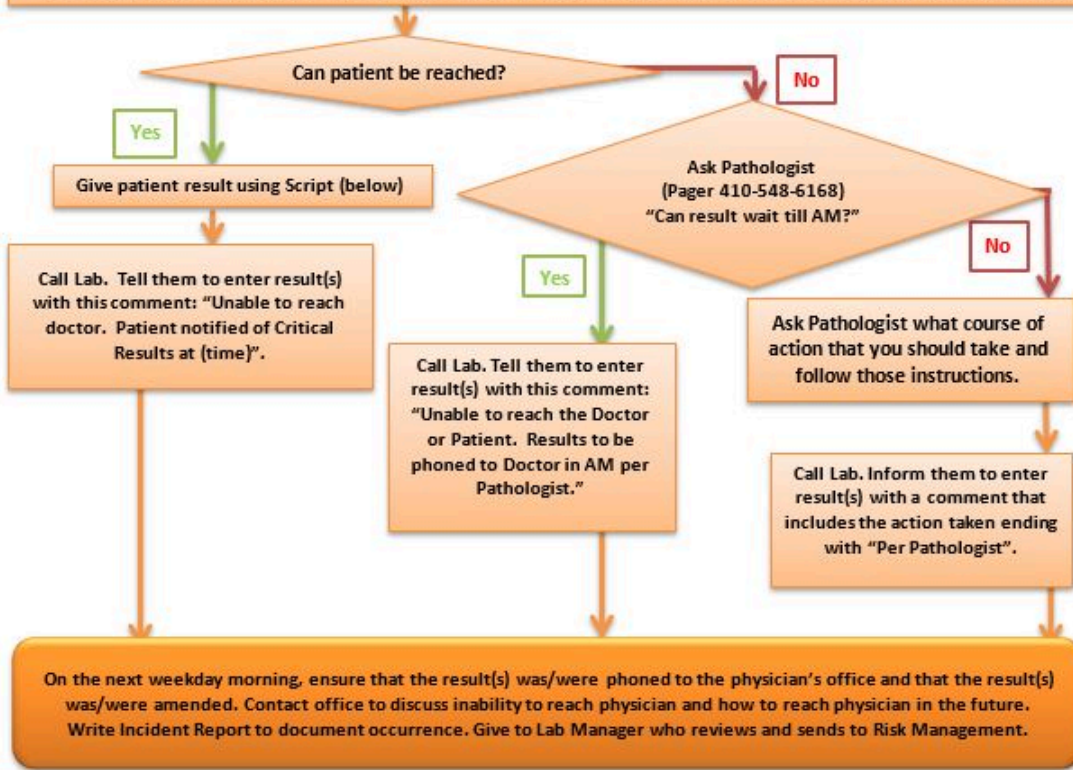 Can patient be reached?
No
Yes
Ask Pathologist
(Pager 410-548-6168)
“Can result wait till AM?”
Give patient result using Script (below)
No
Yes
Call Lab. Tell them to enter result(s)
with this comment: “Unable to reach
doctor. Patient notified of Critical
Results at (time)”.
Ask Pathologist what course of
action that you should take and
follow those instructions.
Call Lab. Tell them to enter
result(s) with this comment:
“Unable to reach the Doctor
or Patient. Results to be
phoned to Doctor in AM per
Pathologist.”
Call Lab. Inform them to enter
result(s) with a comment that
includes the action taken ending
with “Per Pathologist”.
On the next weekday morning, ensure that the result(s) was/were phoned to the physician’s office and that the result(s)
was/were amended. Contact office to discuss inability to reach physician and how to reach physician in the future.
Write Incident Report to document occurrence. Give to Lab Manager who reviews and sends to Risk Management.